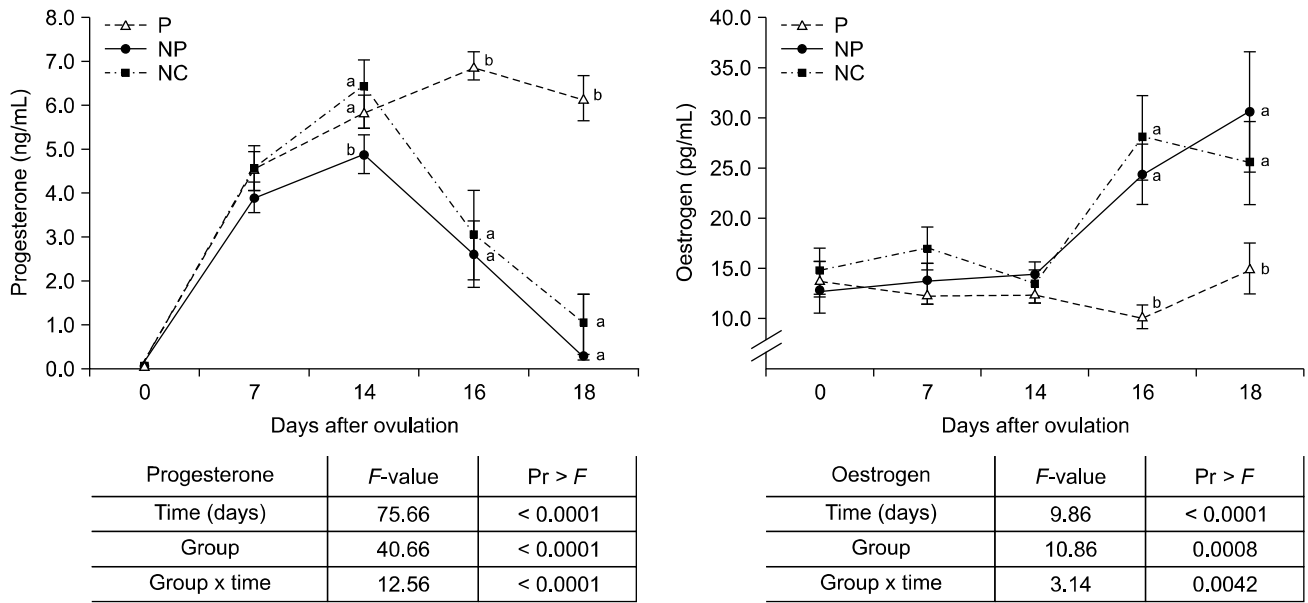 8.0
7.0
6.0
5.0
4.0
3.0
2.0
1.0
0.0
Progesterone (ng/mL)
P
NP
NC
a
a
b
b
b
a
a
a
a
0 7 14 16 18
Days after ovulation
40.0
35.0
30.0
25.0
20.0
15.0
10.0
Oestrogen (pg/mL)
P
NP
NC
a
a
b
a
a
b
0 7 14 16 18
Days after ovulation
Progesterone F-value Pr > F
Time (days) 75.66 < 0.0001
Group 40.66 < 0.0001
Group x time 12.56 < 0.0001
Oestrogen F-value Pr > F
Time (days) 9.86 < 0.0001
Group 10.86 0.0008
Group x time 3.14 0.0042